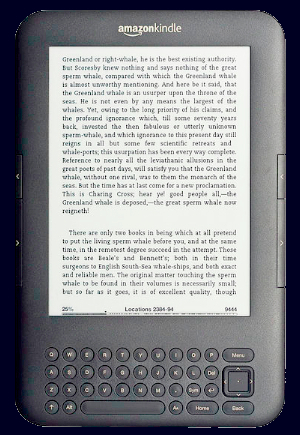 amazonkindle
Greenland or right-whale, he is the best existing authority.
But Scoresby knew nothing and says nothing of the great
sperm whale, compared with which the Greenland whale
is almost unworthy mentioning. And here be it said, that
the Greenland whale is an usurper upon the throne of the
seas. He is not even by any means the largest of the
whales. Yet, owing to the long priority of his claims, and
the profound ignorance which, till some seventy years
back, invested the then fabulous or utterly unknown
sperm-whale, and which ignorance to this present day still
reigns in all but some few scientific retreats and
whale-ports; this usurpation has been every way complete.
Reference to nearly all the leviathanic allusions in the
great poets of past days, will satisfy you that the Greenland
whale, without one rival, was to them the monarch of the
seas. But the time has at last come for a new proclamation.
This is Charing Cross; hear ye! good people all,—the
Greenland whale is deposed,—the great sperm whale now
reigneth!
There are only two books in being which at all pretend
to put the living sperm whale before you, and at the same
time, in the remotest degree succeed in the attempt. Those
books are Beale's and Bennett's; both in their time
surgeons to English South-Sea whale-ships, and both exact
and reliable men. The original matter touching the sperm
whale to be found in their volumes is necessarily small;
but so far as it goes, it is of excellent quality, though
25% Locations 2384-94 9444
Q W E R T Y U I O P Menu
A S D F G H J K L Del
Z X C V B N M Sym
Alt Aa Home Back